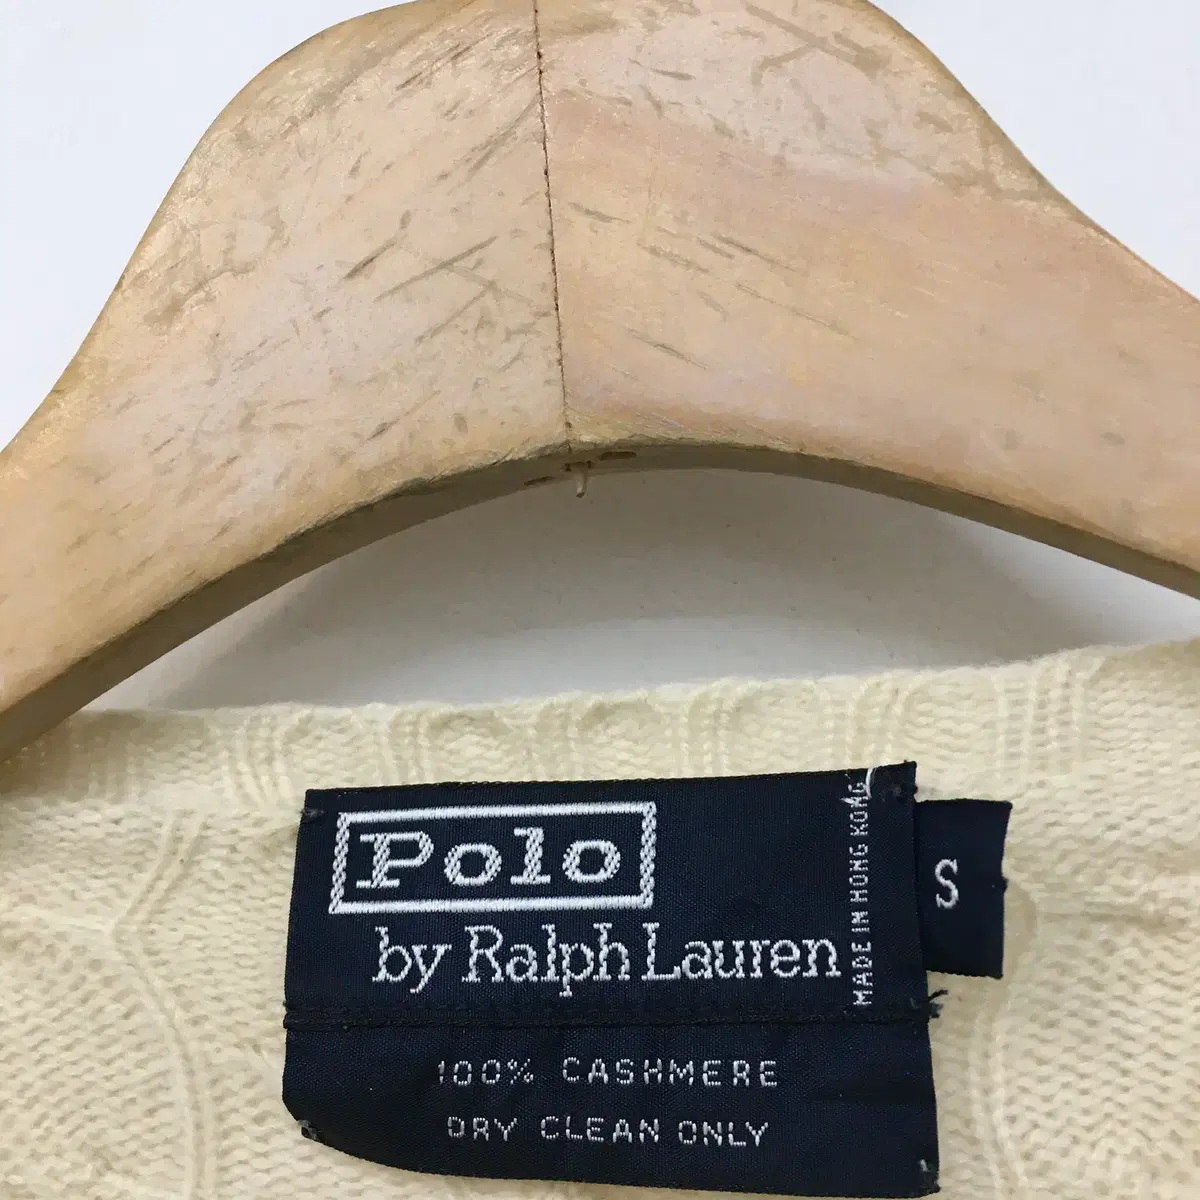 Polo
by Ralph Lauren
MADE IN HONG KONG
S
100% CASHMERE
DRY CLEAN ONLY